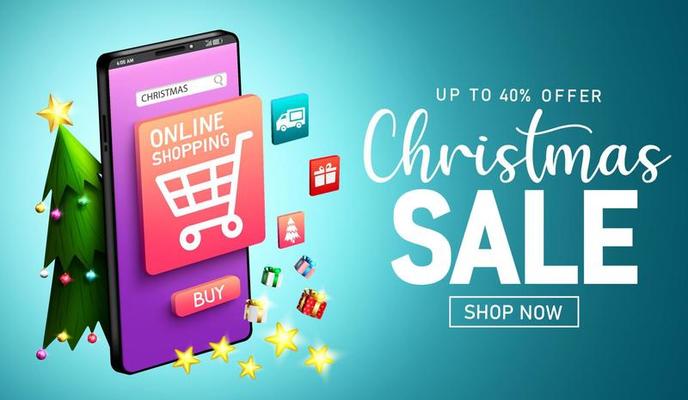 4:05 AM
CHRISTMAS
ONLINE
SHOPPING
BUY
UP TO 40% OFFER
Christmas
SALE
SHOP NOW